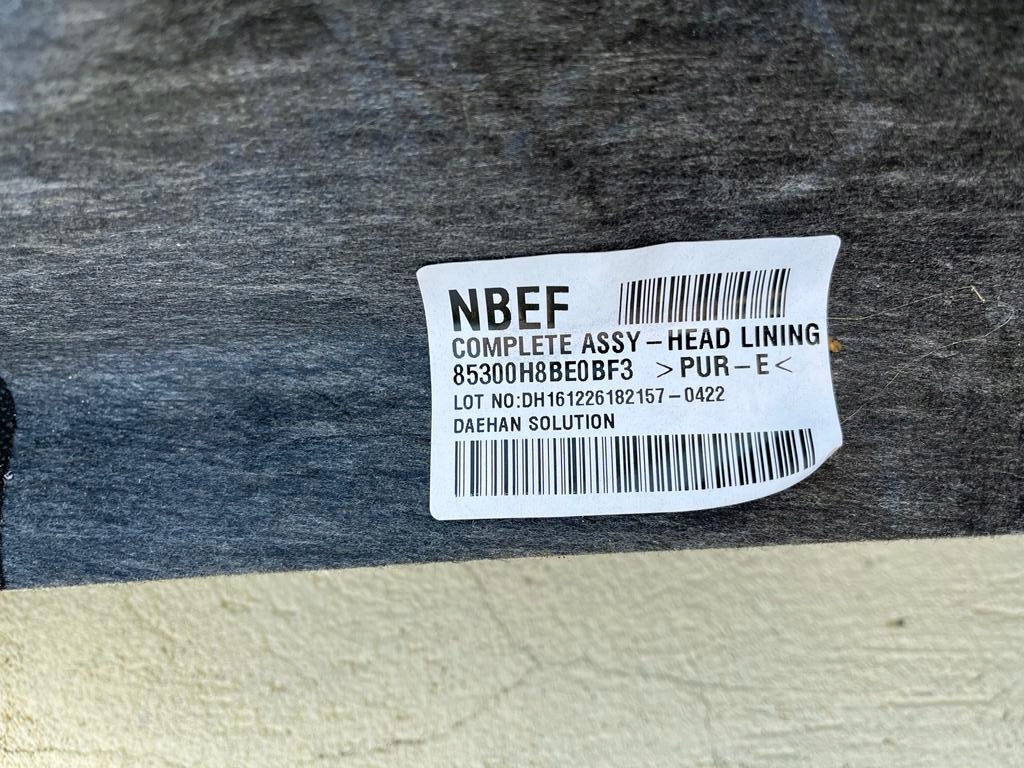 NBEF
COMPLETE ASSY-HEAD LINING
85300H8BE0BF3 >PUR-E<
LOT NO:DH161226182157-0422
DAEHAN SOLUTION